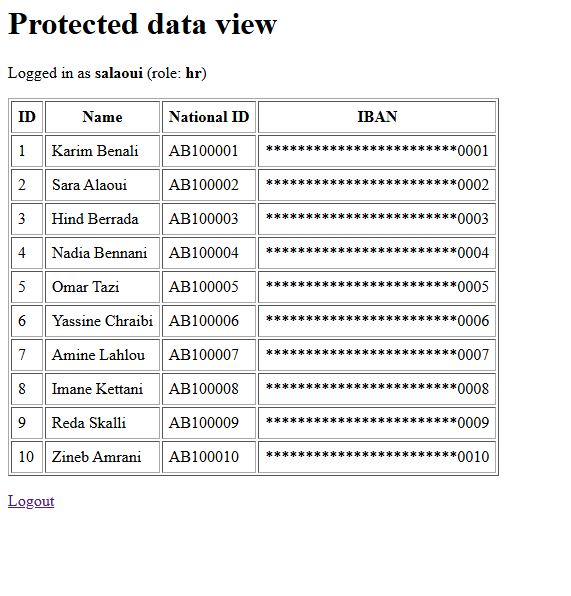 Protected data view
Logged in as salaoui (role: hr)
ID Name National ID IBAN
1 Karim Benali AB100001 ************************0001
2 Sara Alaoui AB100002 ************************0002
3 Hind Berrada AB100003 ************************0003
4 Nadia Bennani AB100004 ************************0004
5 Omar Tazi AB100005 ************************0005
6 Yassine Chraibi AB100006 ************************0006
7 Amine Lahlou AB100007 ************************0007
8 Imane Kettani AB100008 ************************0008
9 Reda Skalli AB100009 ************************0009
10 Zineb Amrani AB100010 ************************0010
Logout